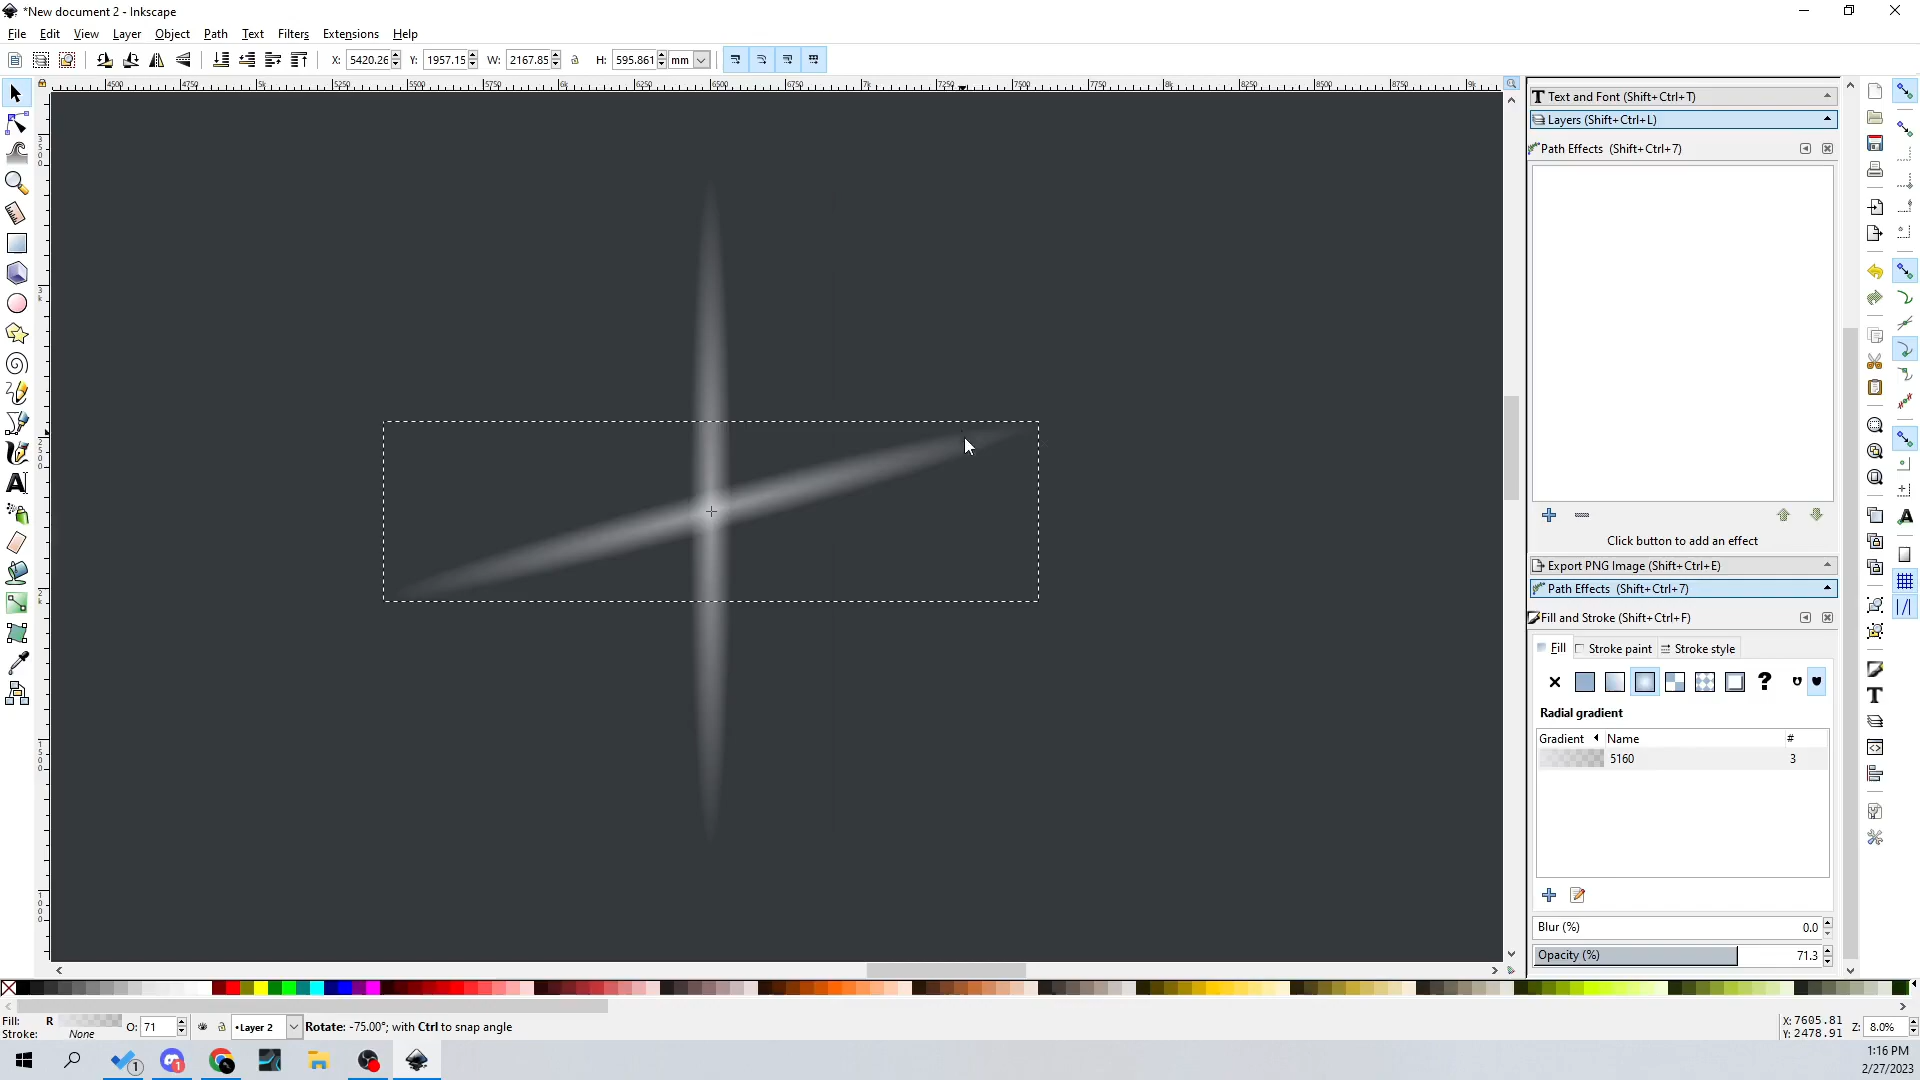 *New document 2 - Inkscape
File Edit View Layer Object Path Text Filters Extensions Help
X: 5420.26 Y: 1957.15 W: 2167.85 H: 595.861 mm
Text and Font (Shift+Ctrl+T)
Layers (Shift+Ctrl+L)
Path Effects (Shift+Ctrl+7)
Click button to add an effect
Export PNG Image (Shift+Ctrl+E)
Path Effects (Shift+Ctrl+7)
Fill and Stroke (Shift+Ctrl+F)
Fill Stroke paint Stroke style
Radial gradient
Gradient Name #
5160 3
Blur (%) 0.0
Opacity (%) 71.3
Fill: R O: 71 •Layer 2 Rotate: -75.00°; with Ctrl to snap angle X: 7605.81 Z: 8.0%
Stroke: None Y: 2478.91
1:16 PM
2/27/2023